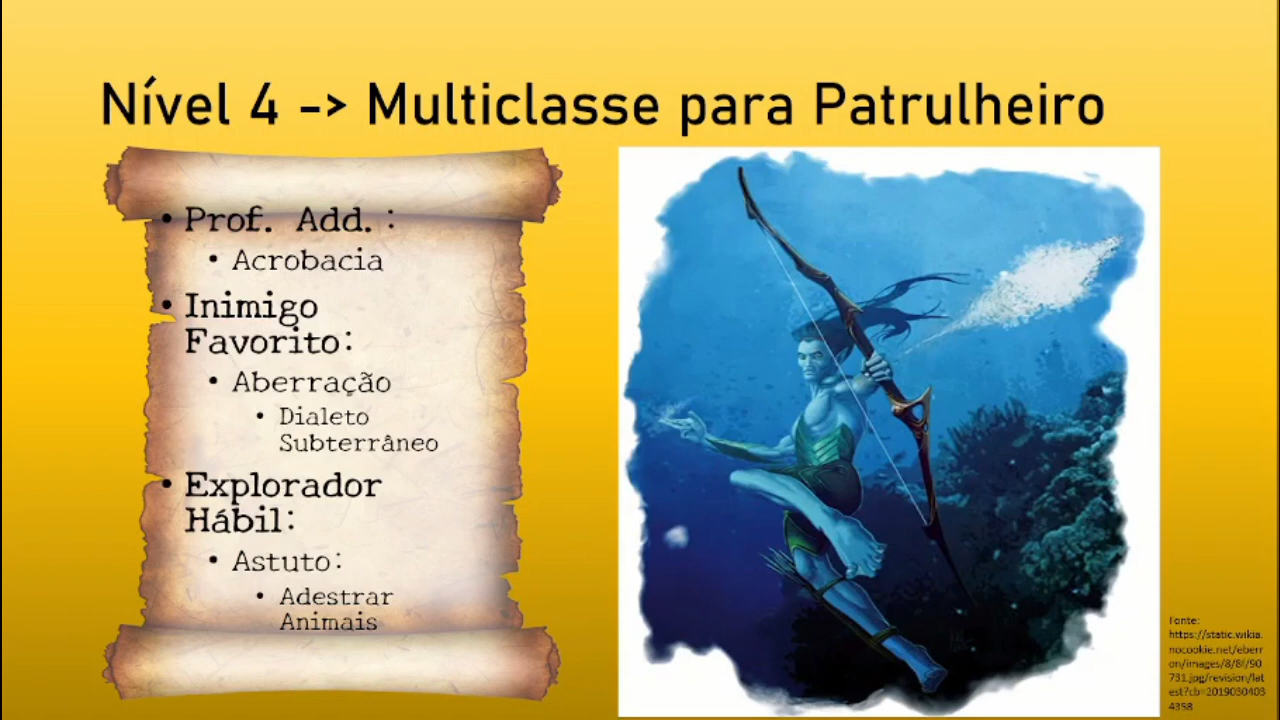 Nível 4 -> Multiclasse para Patrulheiro
• Prof. Add.:
• Acrobacia
• Inimigo
Favorito:
• Aberração
• Dialeto
Subterrâneo
• Explorador
Hábil:
• Astuto:
• Adestrar
Animais
Fonte:
https://static.wikia.
nocookie.net/eberr
on/images/8/8f/90
731.jpg/revision/lat
est?cb=2019030403
4358